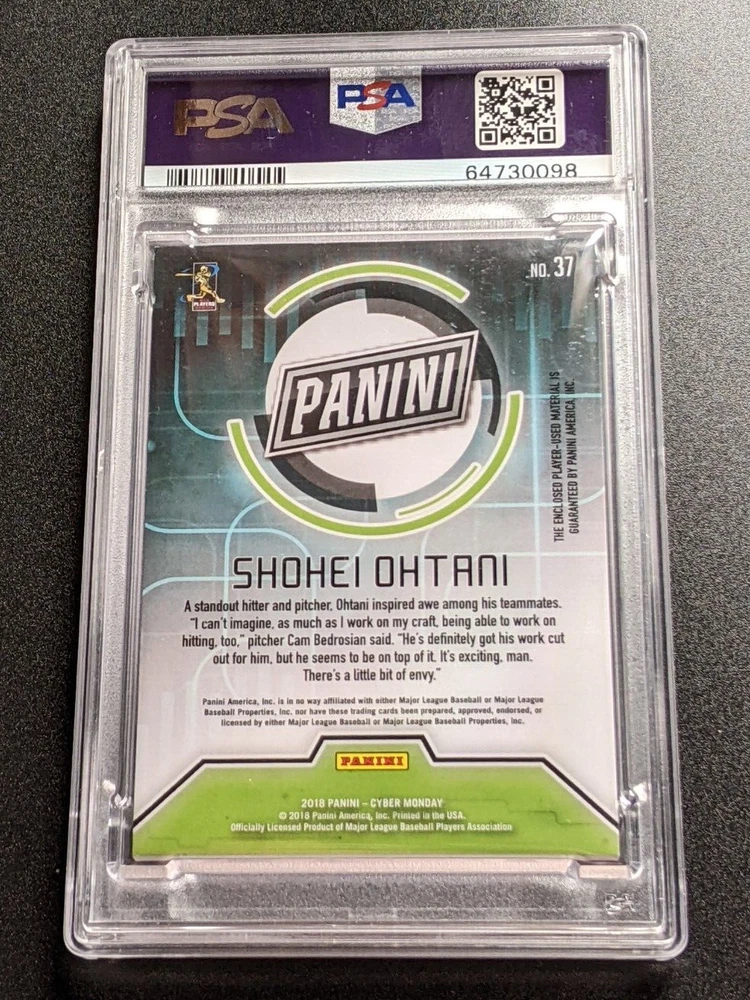 PSA
PSA
64730098
PLAYERS
NO. 37
PANINI
THE ENCLOSED PLAYER-USED MATERIAL IS
GUARANTEED BY PANINI AMERICA, INC.
SHOHEI OHTANI
A standout hitter and pitcher, Ohtani inspired awe among his teammates.
"I can't imagine, as much as I work on my craft, being able to work on
hitting, too," pitcher Cam Bedrosian said. "He's definitely got his work cut
out for him, but he seems to be on top of it. It's exciting, man.
There's a little bit of envy."
Panini America, Inc. is in no way affiliated with either Major League Baseball or Major League
Baseball Properties, Inc. nor have these trading cards been prepared, approved, endorsed, or
licensed by either Major League Baseball or Major League Baseball Properties, Inc.
PANINI
2018 PANINI – CYBER MONDAY
© 2018 Panini America, Inc. Printed in the USA.
Officially Licensed Product of Major League Baseball Players Association
PSA